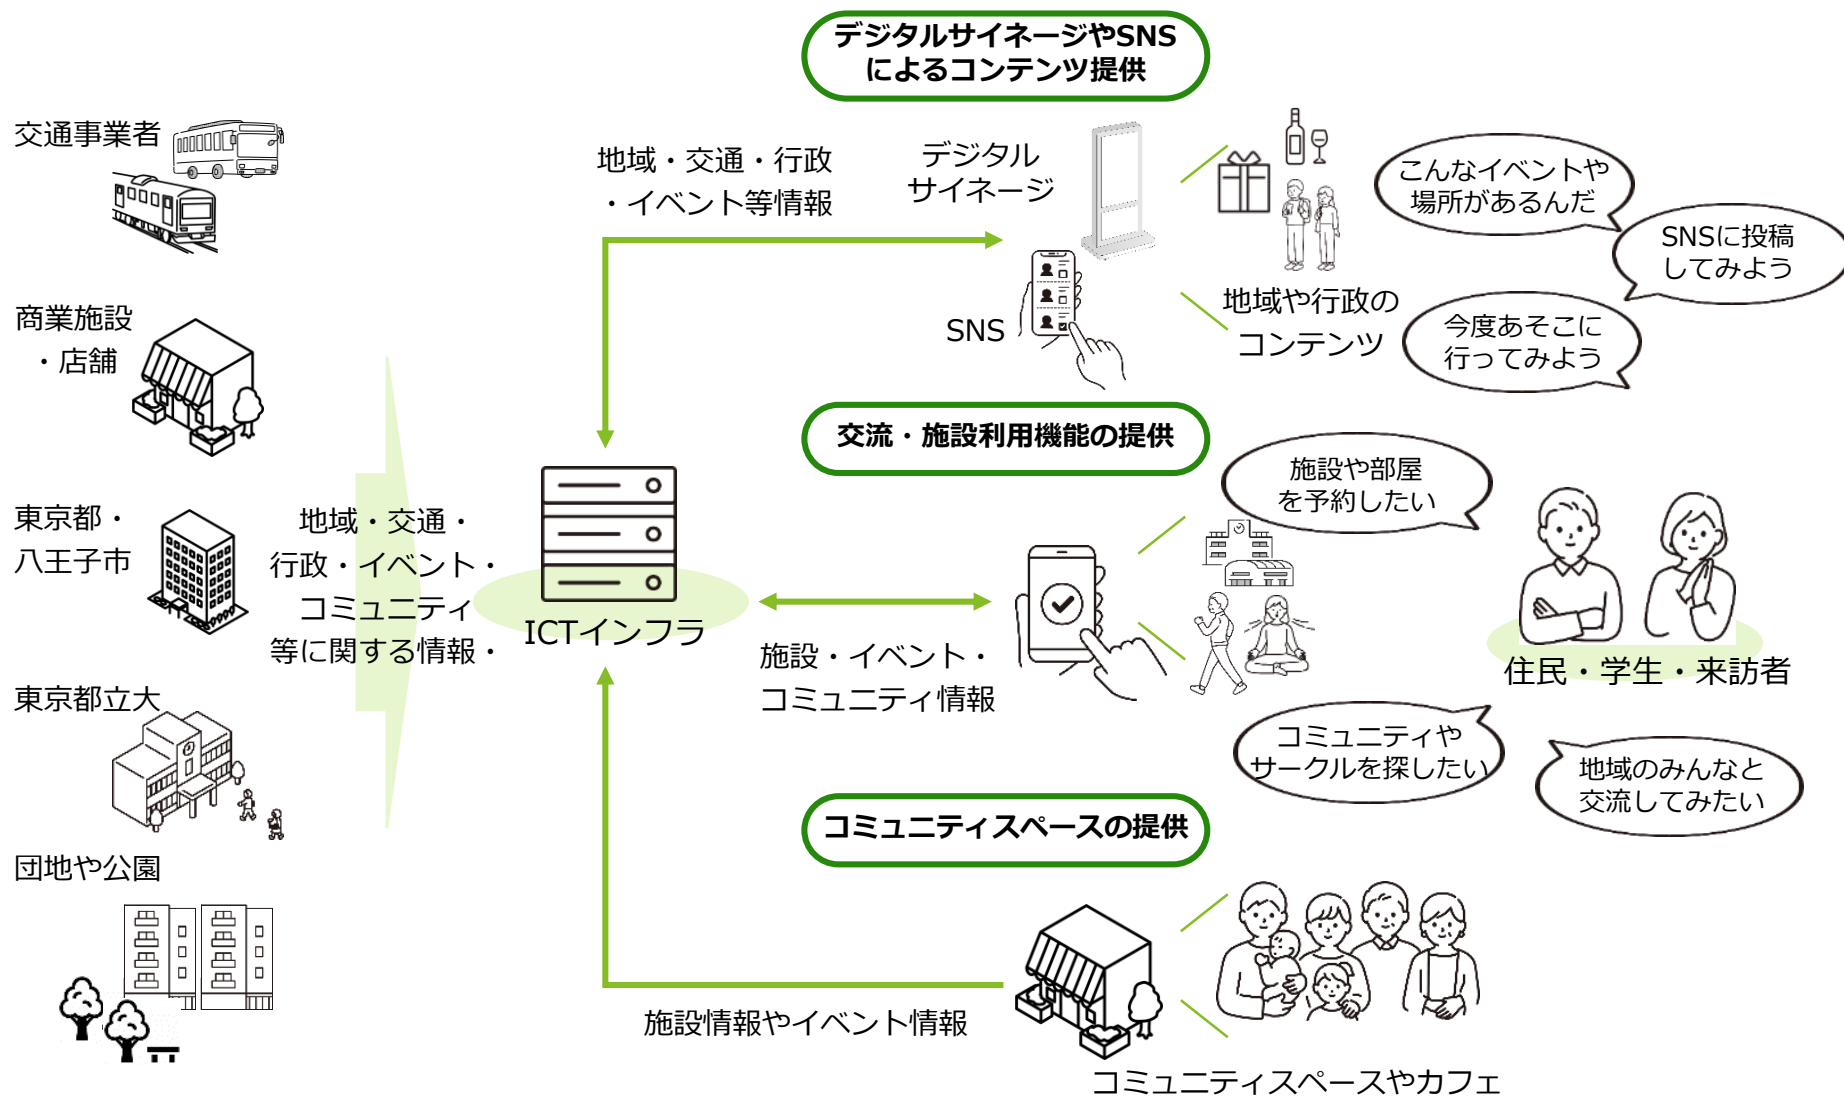 デジタルサイネージやSNS
によるコンテンツ提供
交通事業者
商業施設
・店舗
東京都・
八王子市
東京都立大
団地や公園
地域・交通・
行政・イベント・
コミュニティ
等に関する情報・
ICTインフラ
地域・交通・行政
・イベント等情報
デジタル
サイネージ
SNS
地域や行政の
コンテンツ
こんなイベントや
場所があるんだ
SNSに投稿
してみよう
今度あそこに
行ってみよう
交流・施設利用機能の提供
施設・イベント・
コミュニティ情報
施設や部屋
を予約したい
住民・学生・来訪者
コミュニティや
サークルを探したい
地域のみんなと
交流してみたい
コミュニティスペースの提供
施設情報やイベント情報
コミュニティスペースやカフェ